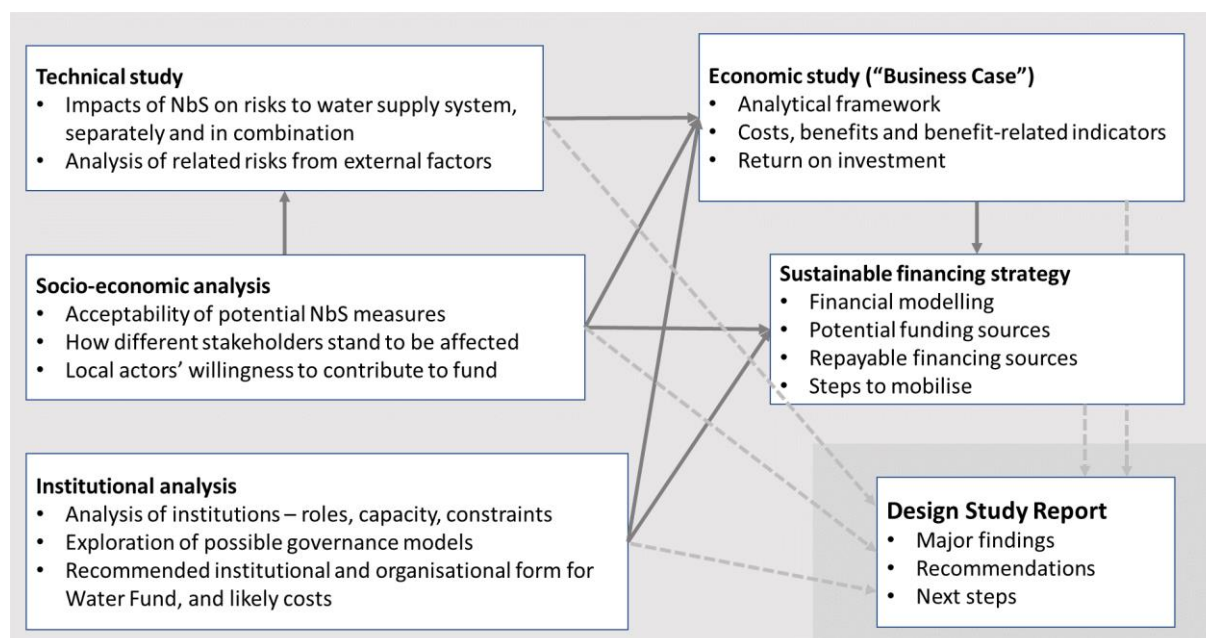 Technical study
• Impacts of NbS on risks to water supply system,
separately and in combination
• Analysis of related risks from external factors
Socio-economic analysis
• Acceptability of potential NbS measures
• How different stakeholders stand to be affected
• Local actors’ willingness to contribute to fund
Institutional analysis
• Analysis of institutions – roles, capacity, constraints
• Exploration of possible governance models
• Recommended institutional and organisational form for
Water Fund, and likely costs
Economic study (“Business Case”)
• Analytical framework
• Costs, benefits and benefit-related indicators
• Return on investment
Sustainable financing strategy
• Financial modelling
• Potential funding sources
• Repayable financing sources
• Steps to mobilise
Design Study Report
• Major findings
• Recommendations
• Next steps